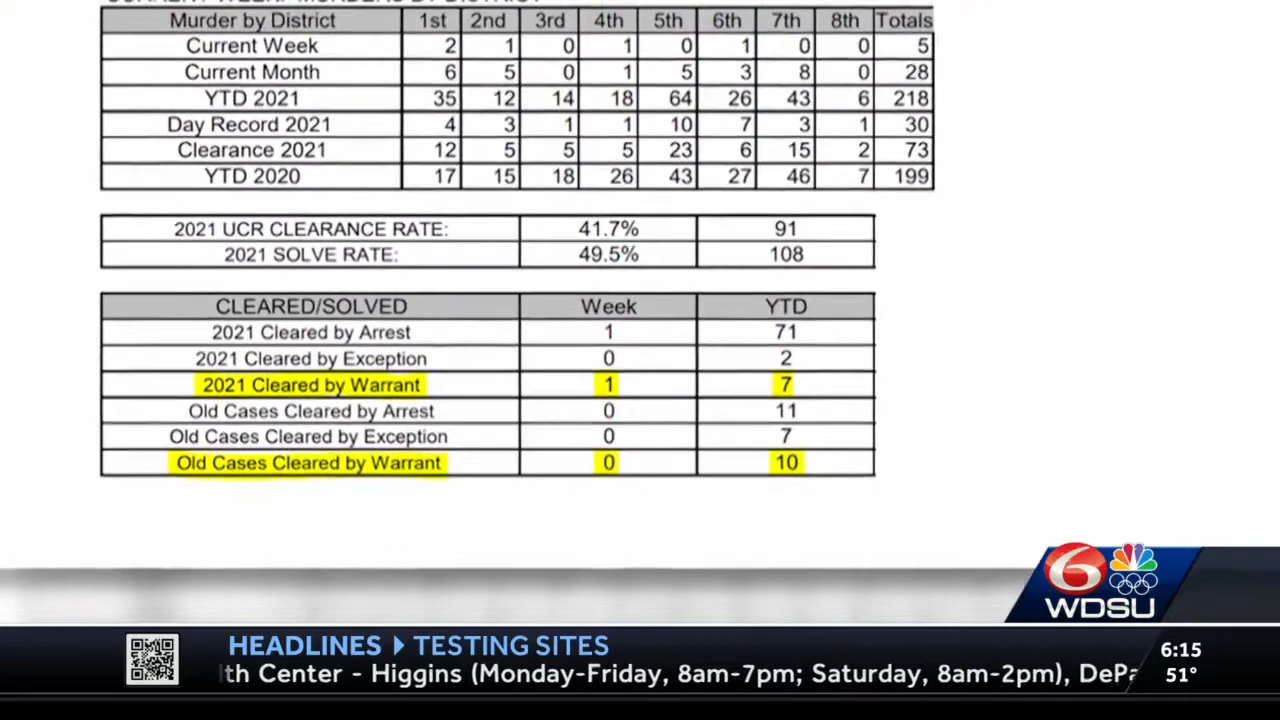 CURRENT WEEK: MURDERS BY DISTRICT
Murder by District 1st 2nd 3rd 4th 5th 6th 7th 8th Totals
Current Week 2 1 0 1 0 1 0 0 5
Current Month 6 5 0 1 5 3 8 0 28
YTD 2021 35 12 14 18 64 26 43 6 218
Day Record 2021 4 3 1 1 10 7 3 1 30
Clearance 2021 12 5 5 5 23 6 15 2 73
YTD 2020 17 15 18 26 43 27 46 7 199
2021 UCR CLEARANCE RATE: 41.7% 91
2021 SOLVE RATE: 49.5% 108
CLEARED/SOLVED Week YTD
2021 Cleared by Arrest 1 71
2021 Cleared by Exception 0 2
2021 Cleared by Warrant 1 7
Old Cases Cleared by Arrest 0 11
Old Cases Cleared by Exception 0 7
Old Cases Cleared by Warrant 0 10
6
WDSU
HEADLINES TESTING SITES
6:15
lth Center - Higgins (Monday-Friday, 8am-7pm; Saturday, 8am-2pm), DePa
51°